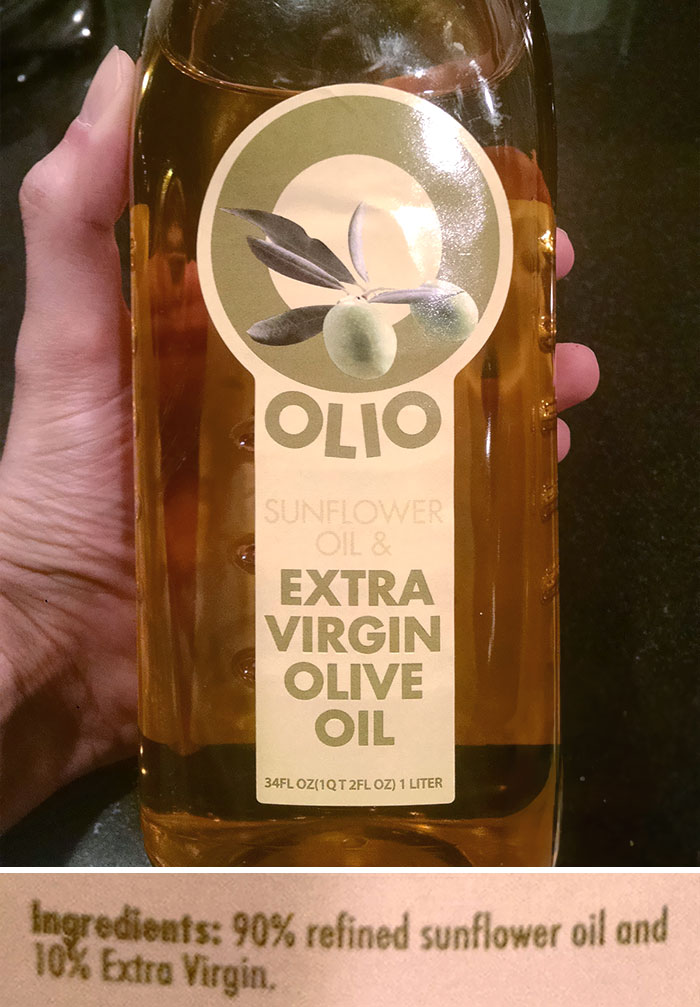 OLIO
SUNFLOWER
OIL &
EXTRA
VIRGIN
OLIVE
OIL
34FL OZ(1QT 2FL OZ) 1 LITER
Ingredients: 90% refined sunflower oil and
10% Extra Virgin.